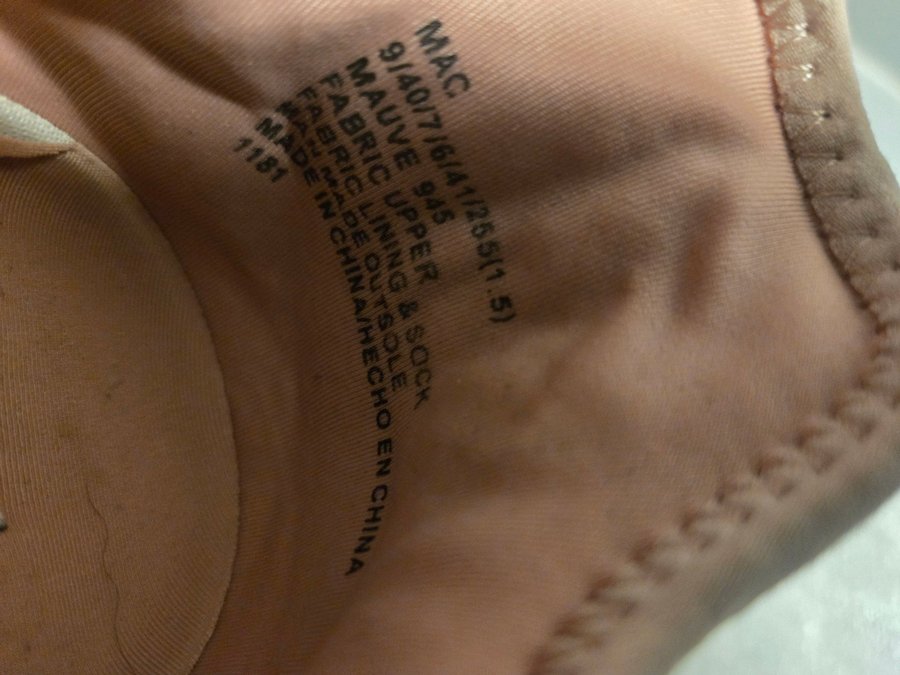 MAC
9/40/7/6/41/255(1.5)
MAUVE 945
FABRIC UPPER
FABRIC LINING & SOCK
MAN MADE OUTSOLE
MADE IN CHINA/HECHO EN CHINA
1181